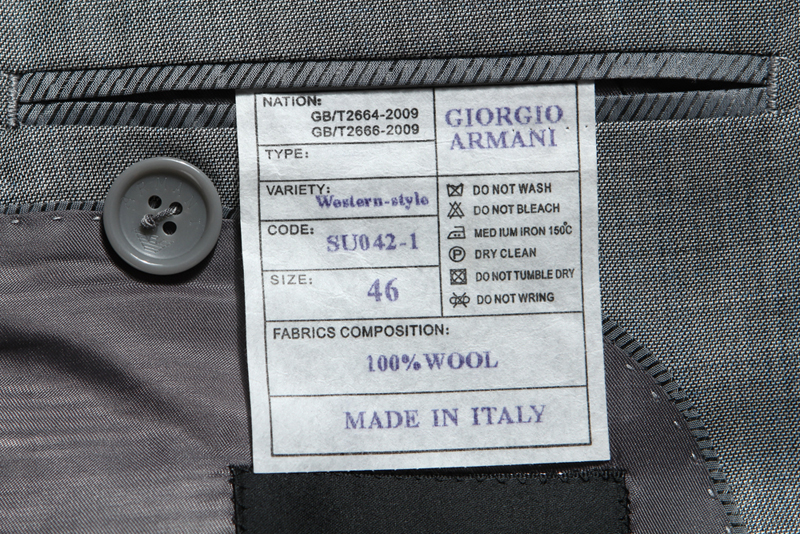 NATION:
GB/T2664-2009
GB/T2666-2009
TYPE:
VARIETY:
Western-style
CODE:
SU042-1
SIZE:
46
GIORGIO
ARMANI
DO NOT WASH
DO NOT BLEACH
MEDIUM IRON 150℃
P DRY CLEAN
DO NOT TUMBLE DRY
DO NOT WRING
FABRICS COMPOSITION:
100%WOOL
MADE IN ITALY